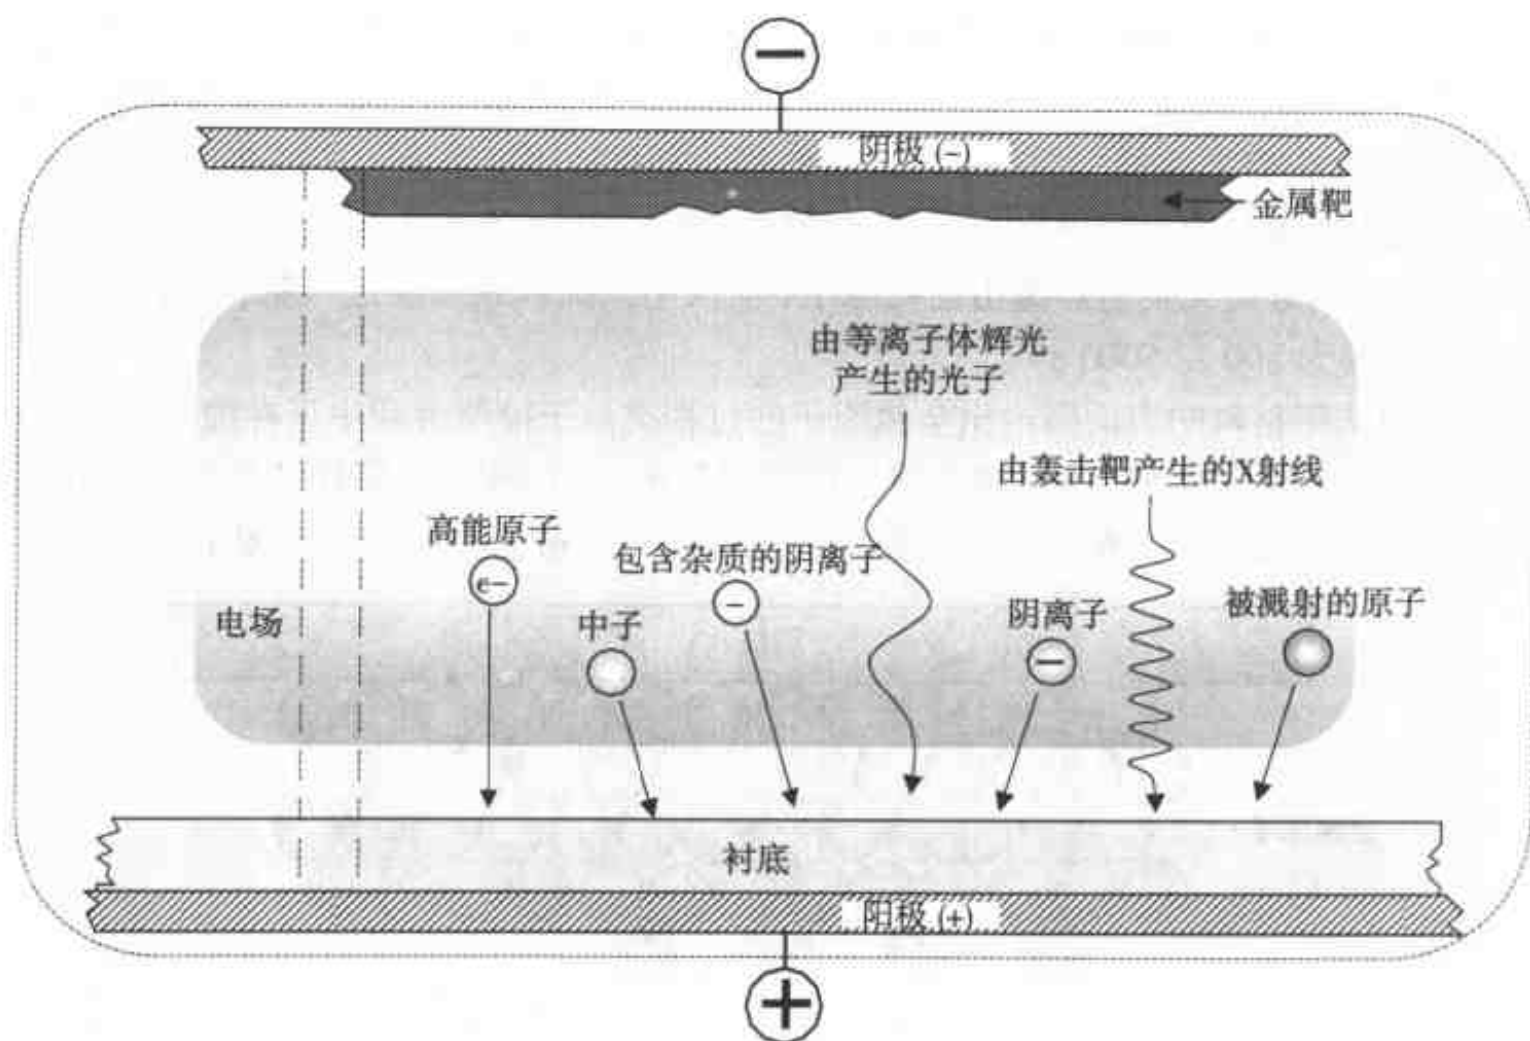 阴极 (−)
金属靶
由等离子体辉光
产生的光子
由轰击靶产生的X射线
高能原子
e−
包含杂质的阴离子
−
电场
中子
阴离子
−
被溅射的原子
衬底
阳极 (+)